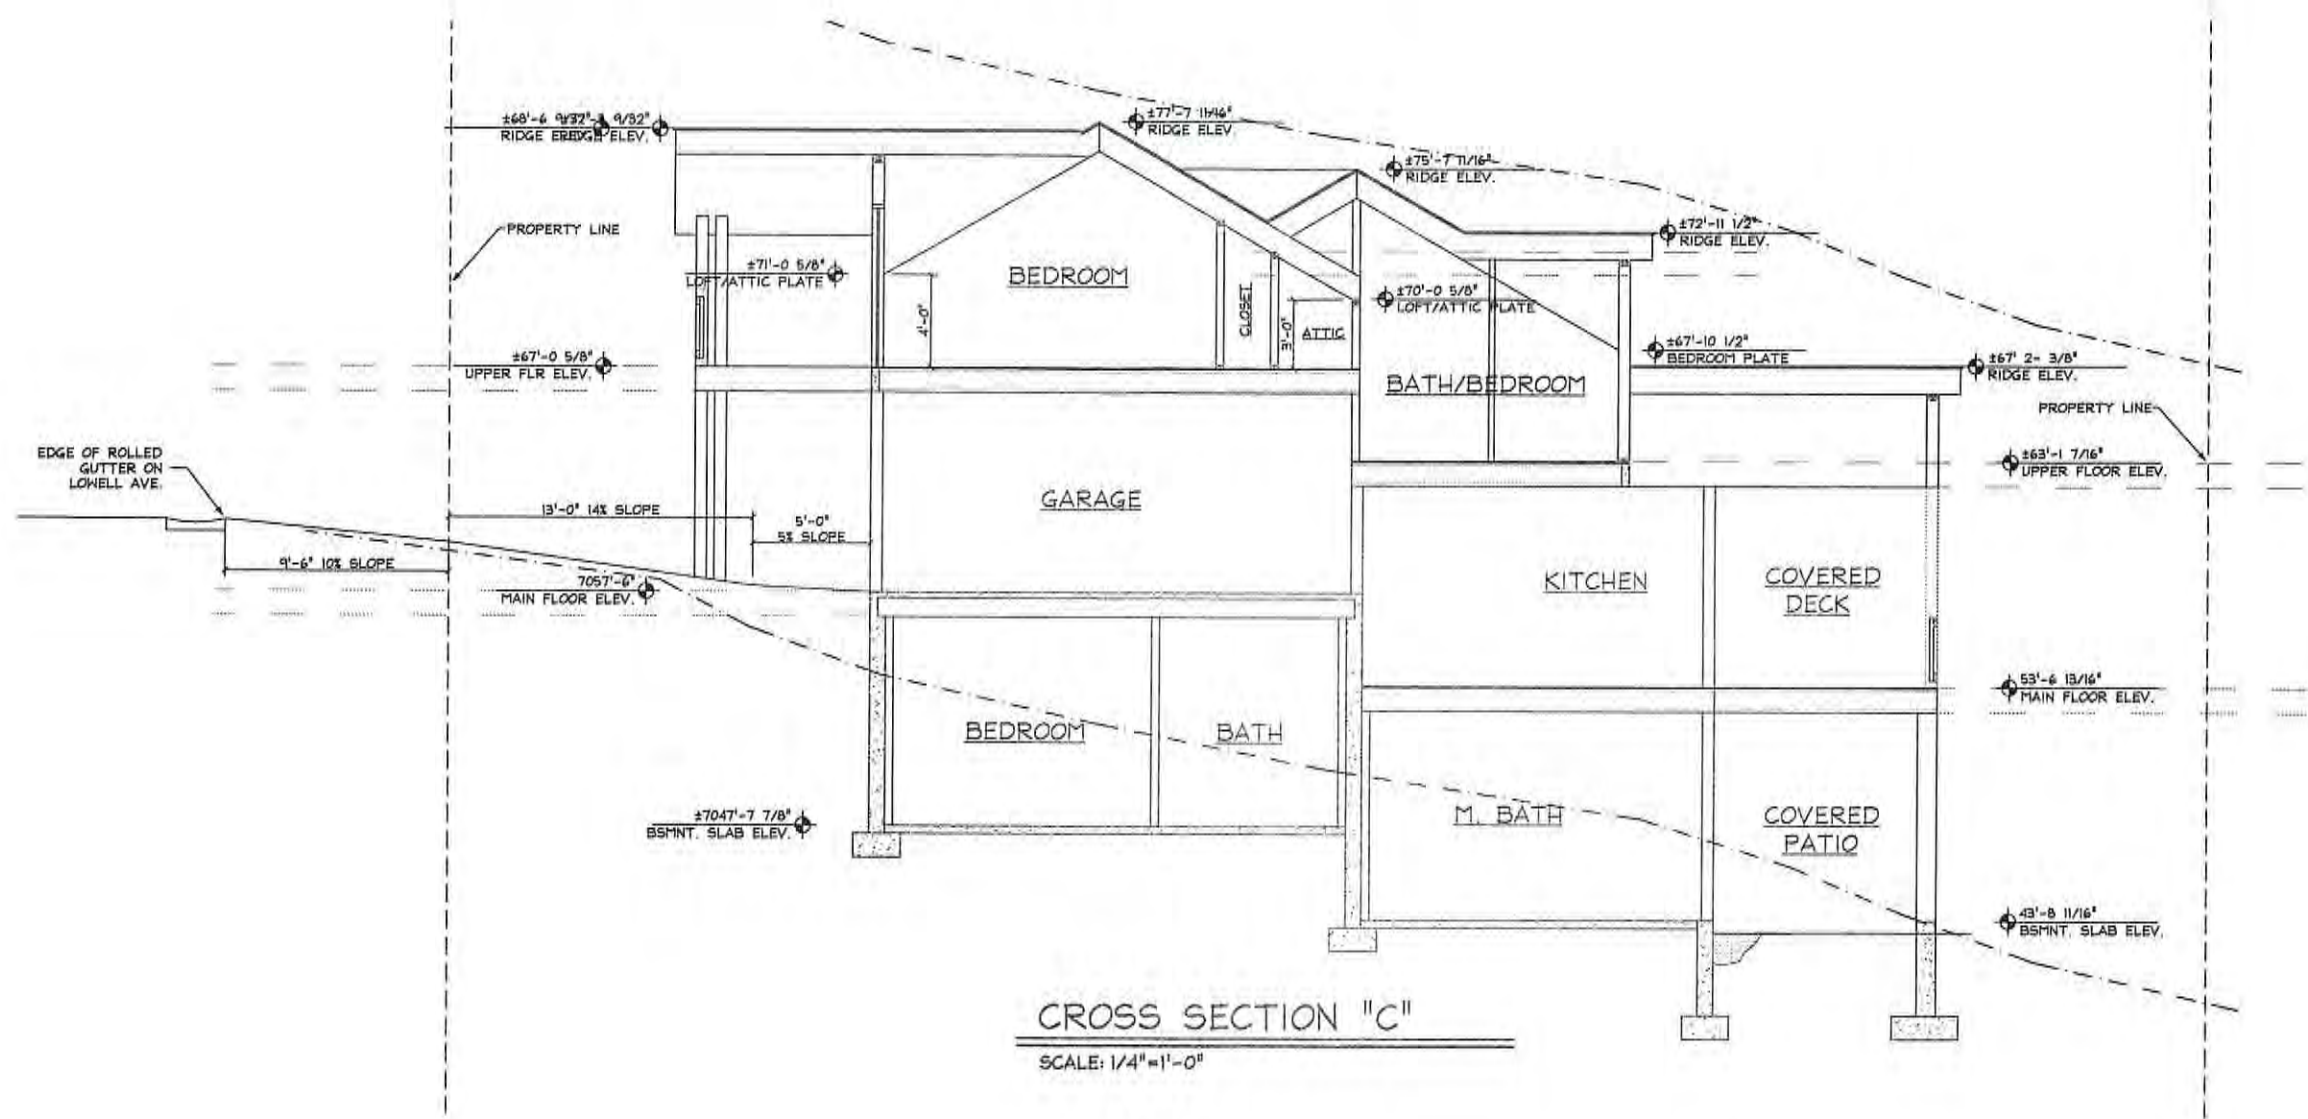 ±77'-7 11/16"
RIDGE ELEV.
RIDGE ELEV.
±75'-7 11/16"
RIDGE ELEV.
PROPERTY LINE
±72'-11 1/2"
RIDGE ELEV.
±71'-0 5/8"
LOFT/ATTIC PLATE
BEDROOM
4'-0"
CLOSET
3'-0"
ATTIC
±70'-0 5/8"
LOFT/ATTIC PLATE
±67'-10 1/2"
BEDROOM PLATE
±67'-0 5/8"
UPPER FLR ELEV.
±67' 2- 3/8"
RIDGE ELEV.
BATH/BEDROOM
PROPERTY LINE
EDGE OF ROLLED
GUTTER ON
LOWELL AVE.
±63'-1 7/16"
UPPER FLOOR ELEV.
GARAGE
13'-0" 14% SLOPE
5'-0"
5% SLOPE
9'-6" 10% SLOPE
KITCHEN
COVERED
DECK
7057'-6"
MAIN FLOOR ELEV.
53'-6 13/16"
MAIN FLOOR ELEV.
BEDROOM
BATH
±7047'-7 7/8"
BSMNT. SLAB ELEV.
M. BATH
COVERED
PATIO
43'-8 11/16"
BSMNT. SLAB ELEV.
CROSS SECTION "C"
SCALE: 1/4"=1'-0"